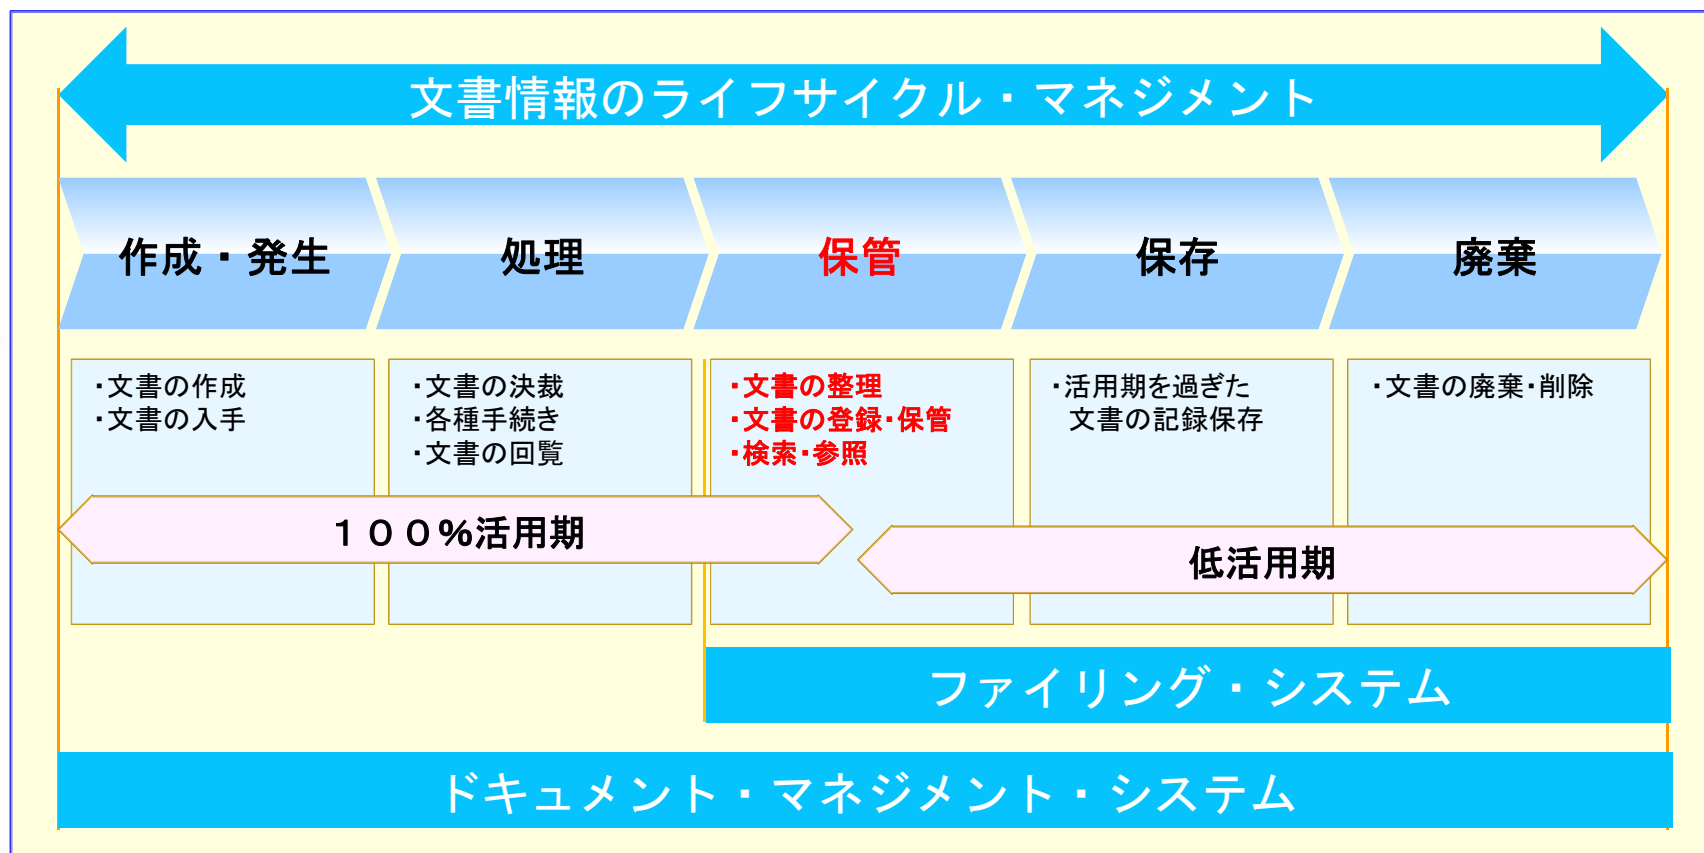 文書情報のライフサイクル・マネジメント
作成・発生
処理
保管
保存
廃棄
・文書の作成
・文書の入手
・文書の決裁
・各種手続き
・文書の回覧
・文書の整理
・文書の登録・保管
・検索・参照
・活用期を過ぎた
文書の記録保存
・文書の廃棄・削除
１００％活用期
低活用期
ファイリング・システム
ドキュメント・マネジメント・システム